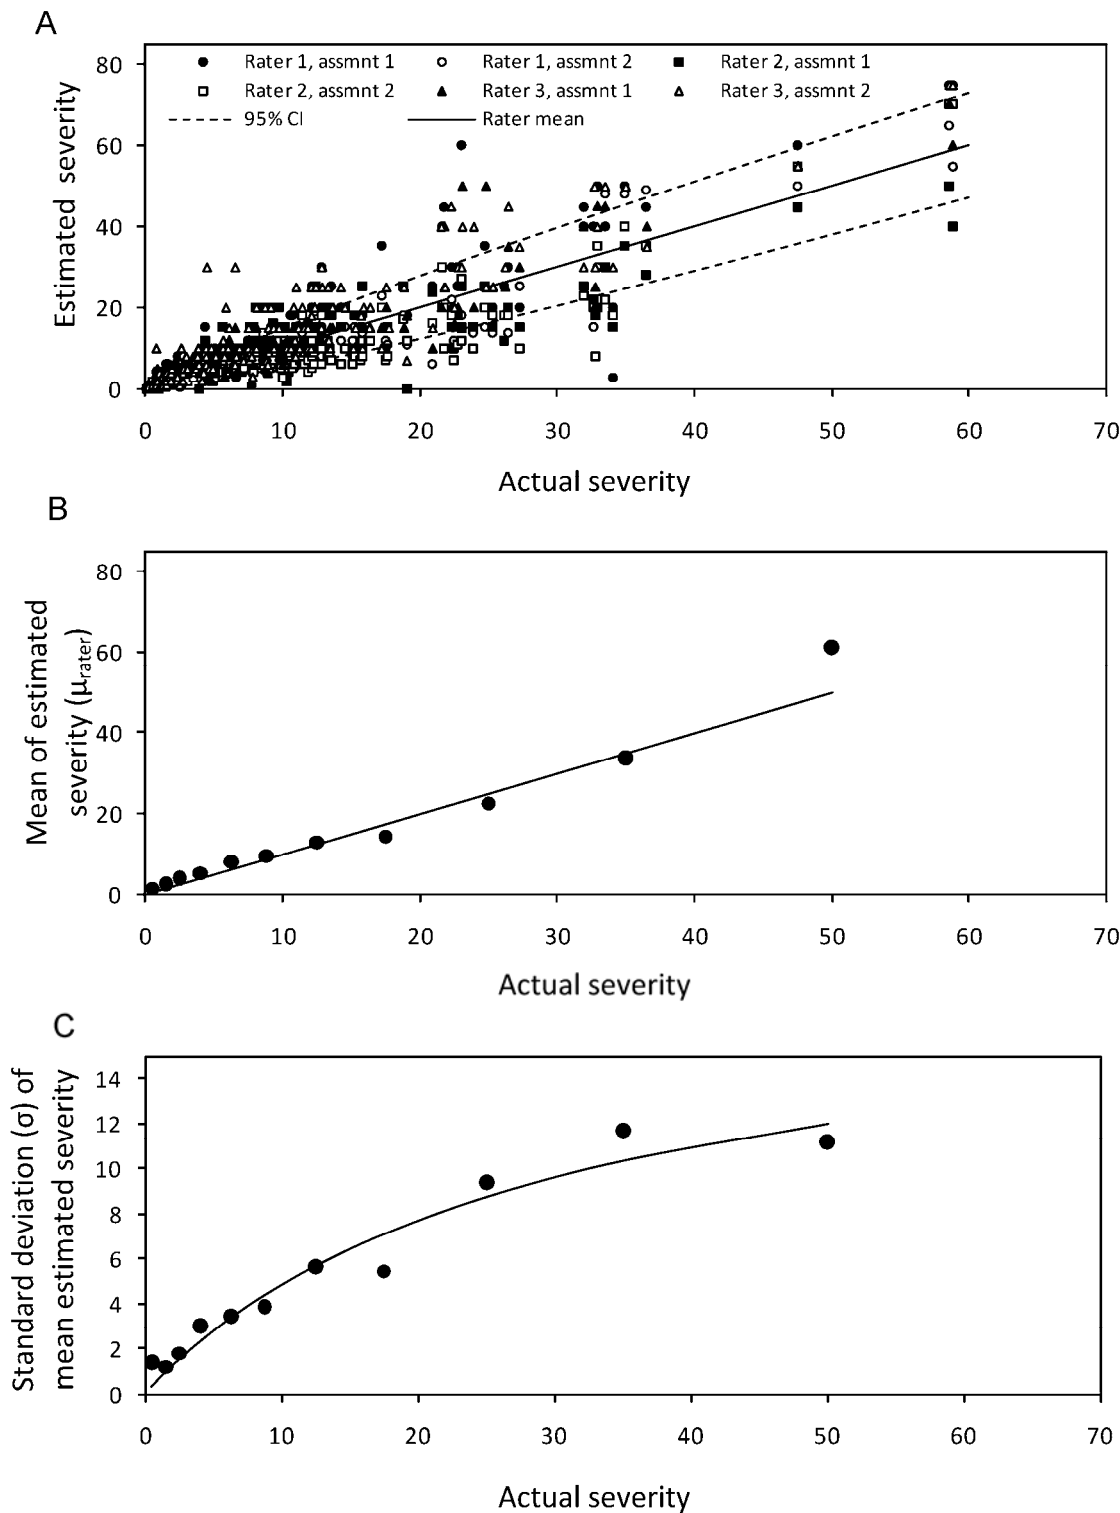 A
Rater 1, assmnt 1
Rater 1, assmnt 2
Rater 2, assmnt 1
Rater 2, assmnt 2
Rater 3, assmnt 1
Rater 3, assmnt 2
95% CI
Rater mean
Estimated severity
80
60
40
20
0
0 10 20 30 40 50 60 70
Actual severity
B
Mean of estimated
severity (μrater)
80
60
40
20
0
0 10 20 30 40 50 60 70
Actual severity
C
Standard deviation (σ) of
mean estimated severity
14
12
10
8
6
4
2
0
0 10 20 30 40 50 60 70
Actual severity